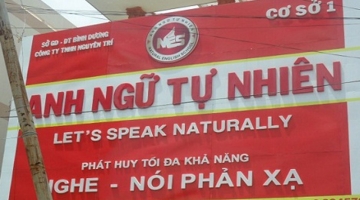 SỞ GD - ĐT BÌNH DƯƠNG
CÔNG TY TNHH NGUYÊN TRÍ
NES
CƠ SỞ 1
ANH NGỮ TỰ NHIÊN
LET'S SPEAK NATURALLY
PHÁT HUY TỐI ĐA KHẢ NĂNG
NGHE - NÓI PHẢN XẠ